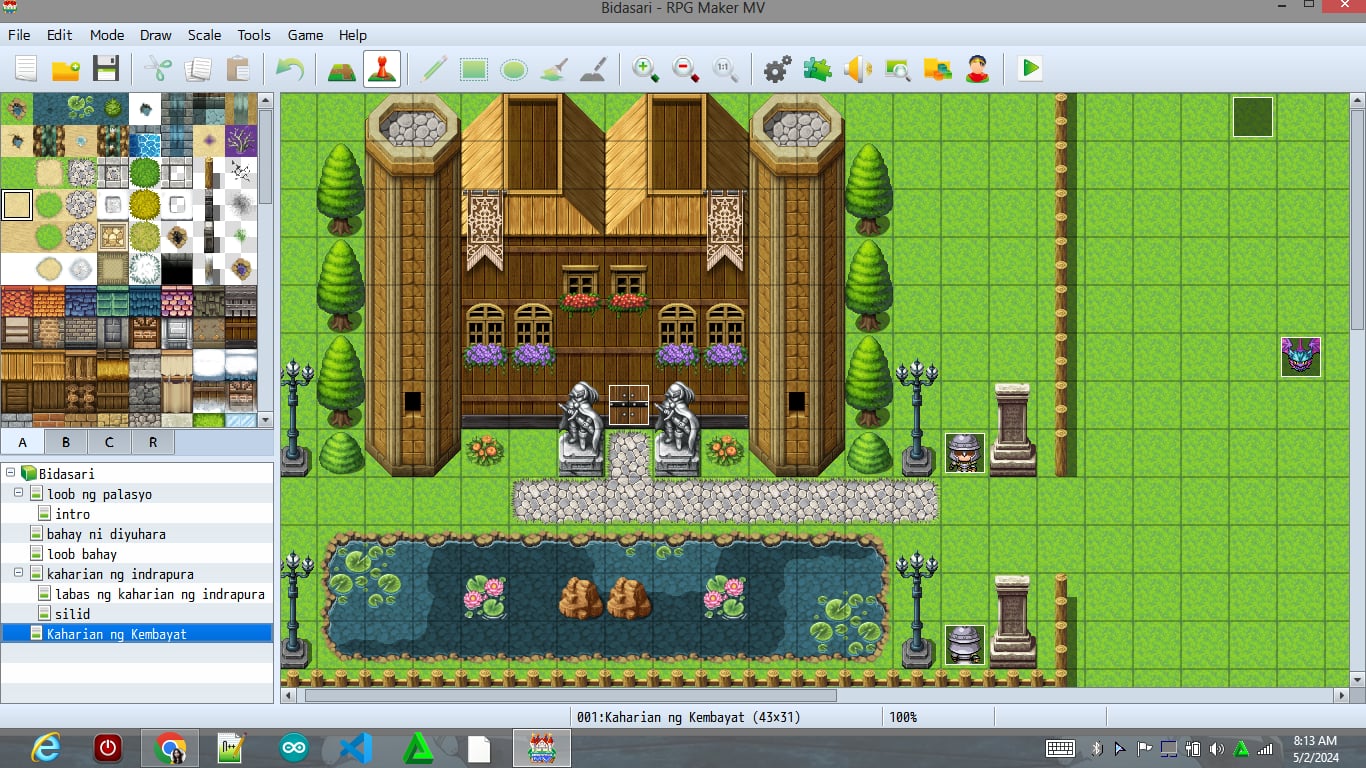 Bidasari - RPG Maker MV
File Edit Mode Draw Scale Tools Game Help
1:1
A B C R
Bidasari
loob ng palasyo
intro
bahay ni diyuhara
loob bahay
kaharian ng indrapura
labas ng kaharian ng indrapura
silid
Kaharian ng Kembayat
001:Kaharian ng Kembayat (43x31) 100%
8:13 AM
5/2/2024